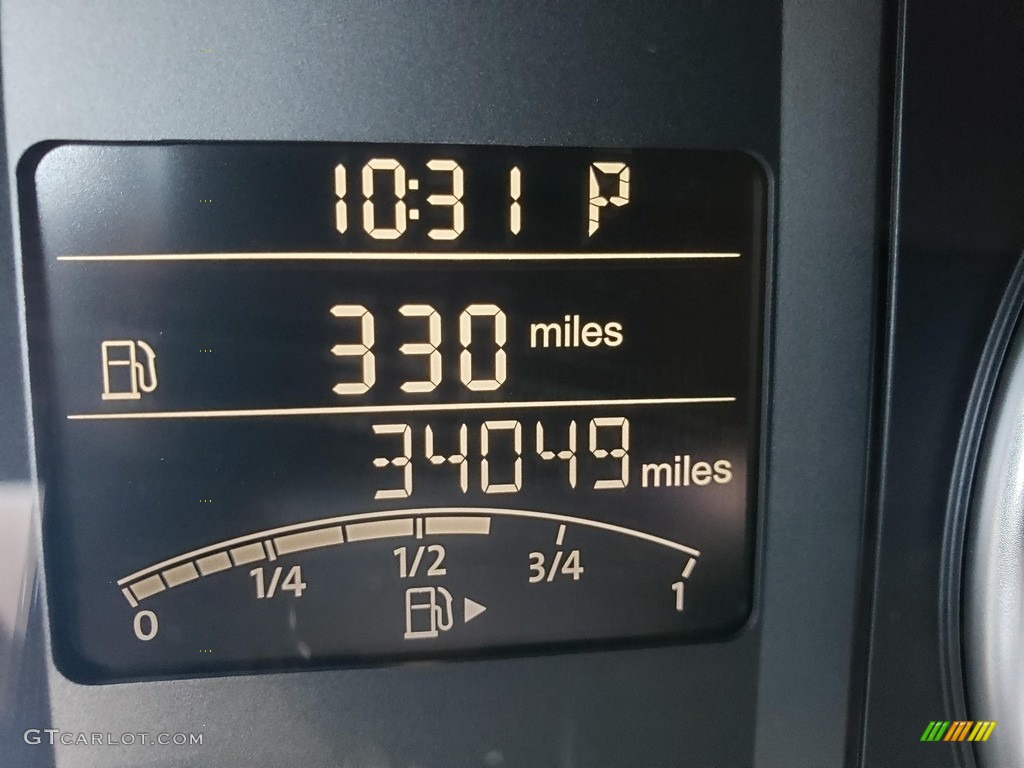 10:31 P
330 miles
34049 miles
0 1/4 1/2 3/4 1
GTCARLOT.COM